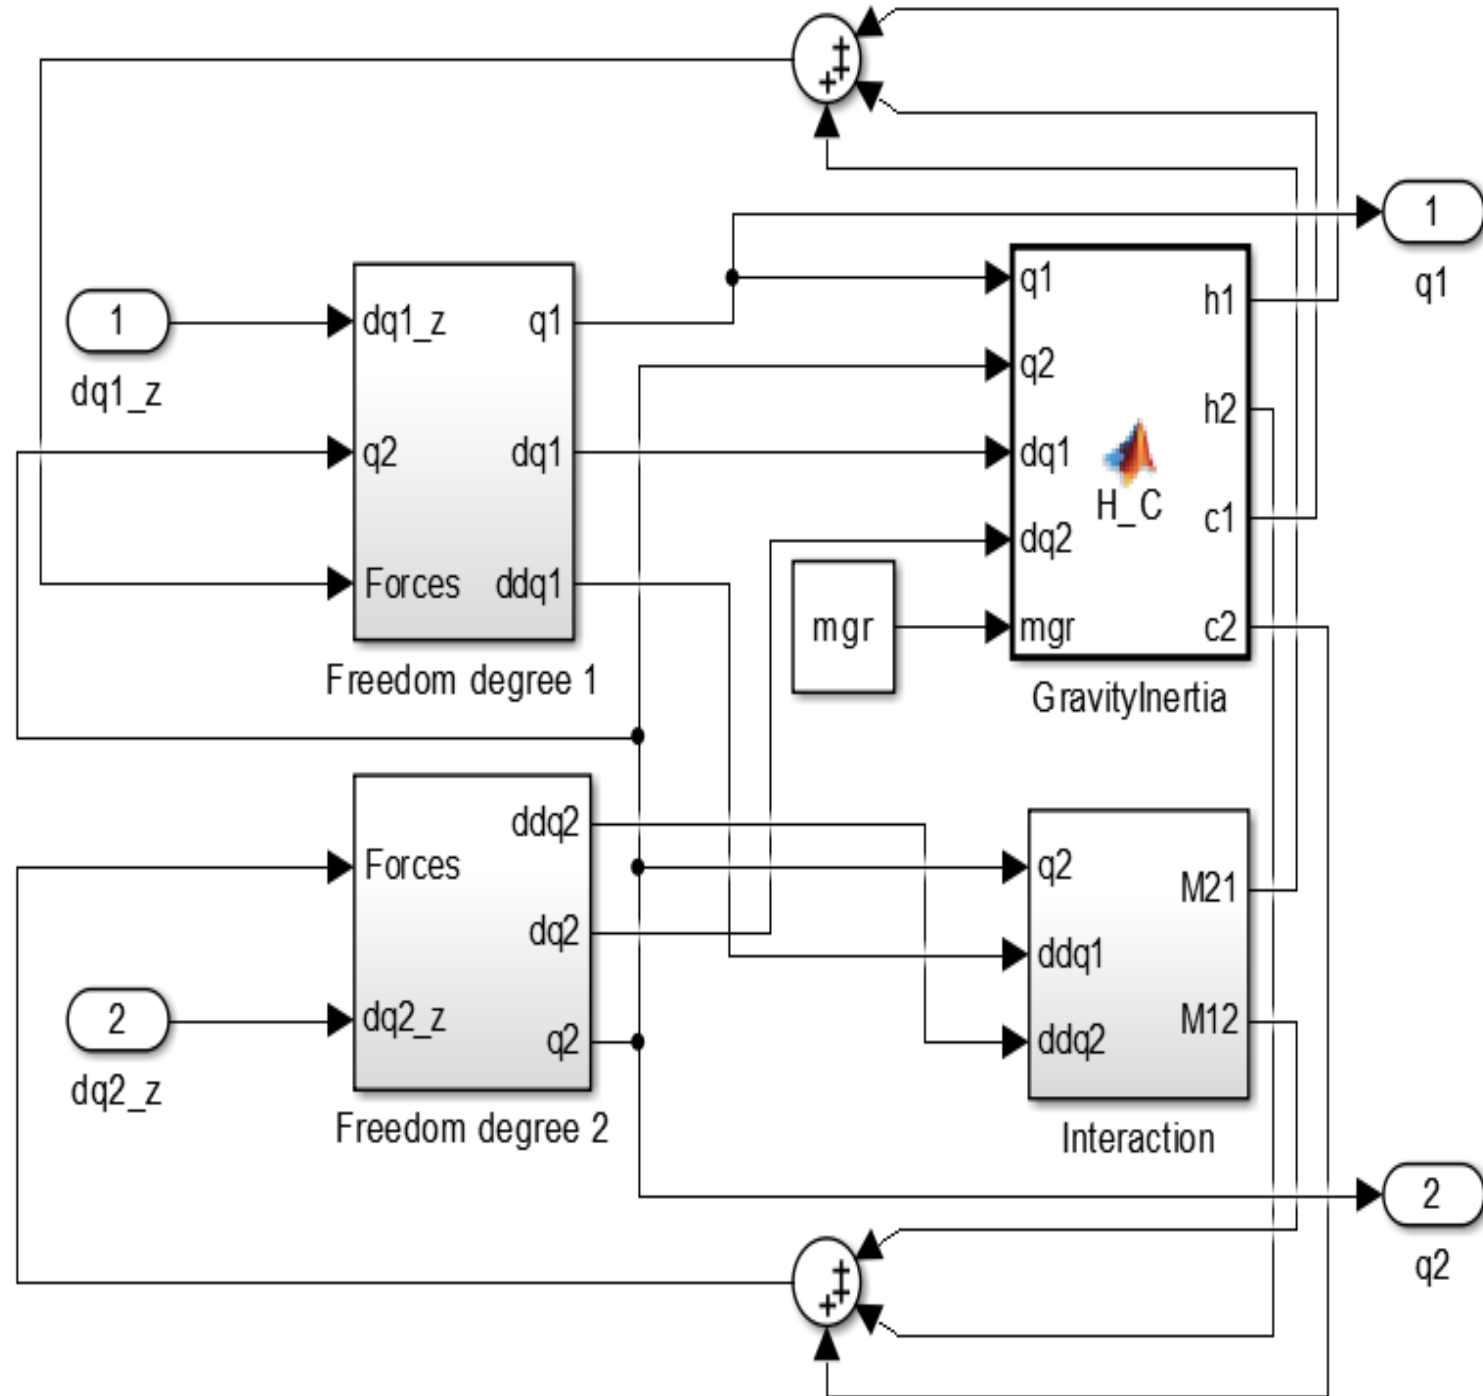 +
+
+
1
q1
1
dq1_z
dq1_z
q2
Forces
q1
dq1
ddq1
Freedom degree 1
q1
q2
dq1
dq2
mgr
H_C
h1
h2
c1
c2
GravityInertia
mgr
Forces
dq2_z
ddq2
dq2
q2
Freedom degree 2
2
dq2_z
q2
ddq1
ddq2
M21
M12
Interaction
2
q2
+
+
+